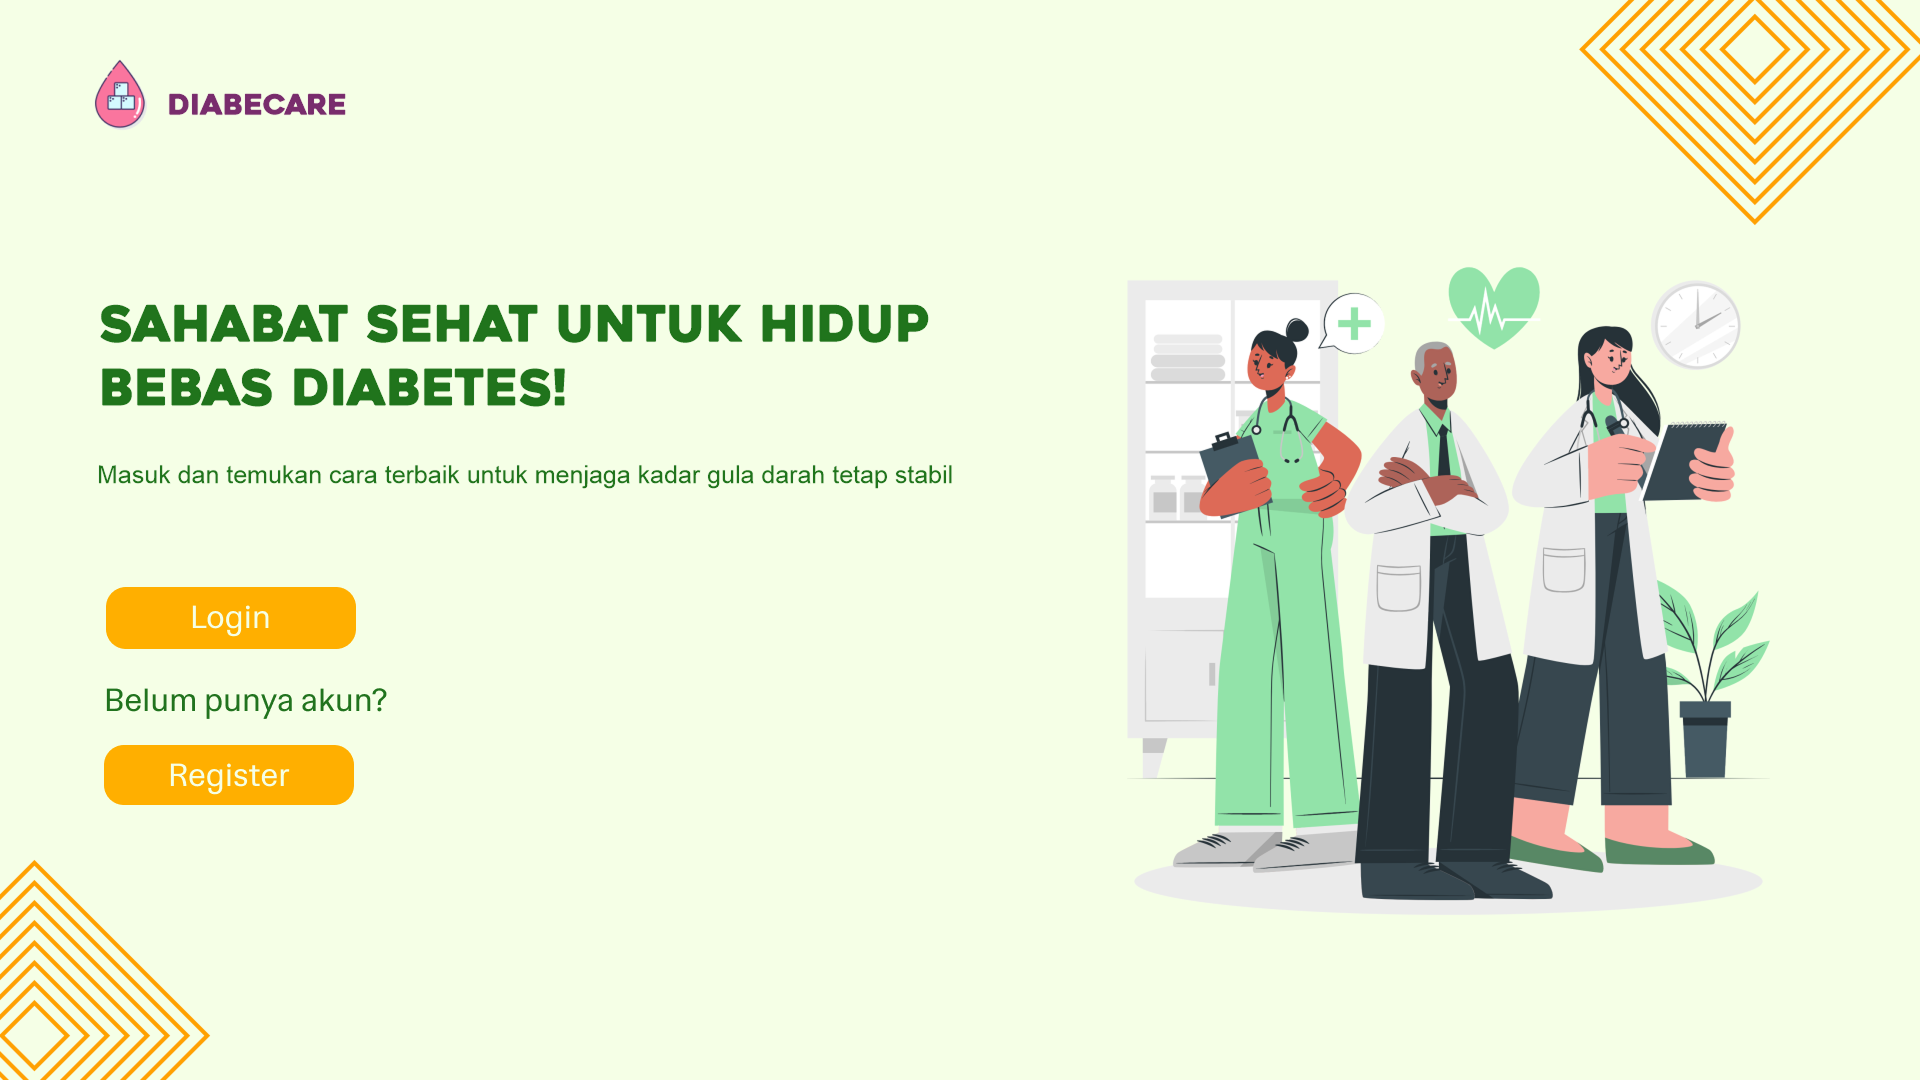 DIABECARE
SAHABAT SEHAT UNTUK HIDUP
BEBAS DIABETES!
Masuk dan temukan cara terbaik untuk menjaga kadar gula darah tetap stabil
Login
Belum punya akun?
Register